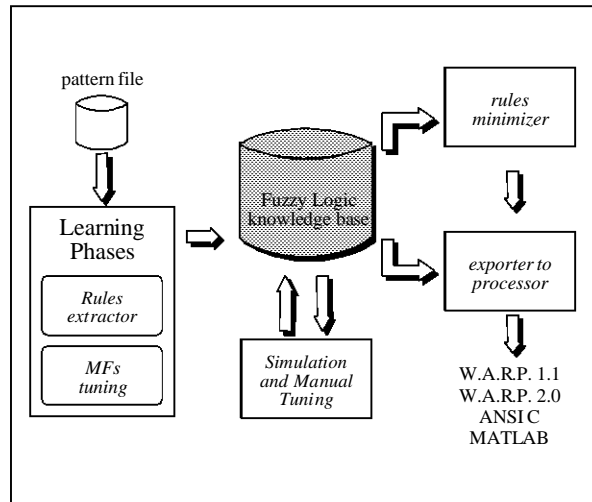 pattern file
Learning
Phases
Rules
extractor
MFs
tuning
Fuzzy Logic
knowledge base
Simulation
and Manual
Tuning
rules
minimizer
exporter to
processor
W.A.R.P. 1.1
W.A.R.P. 2.0
ANSI C
MATLAB